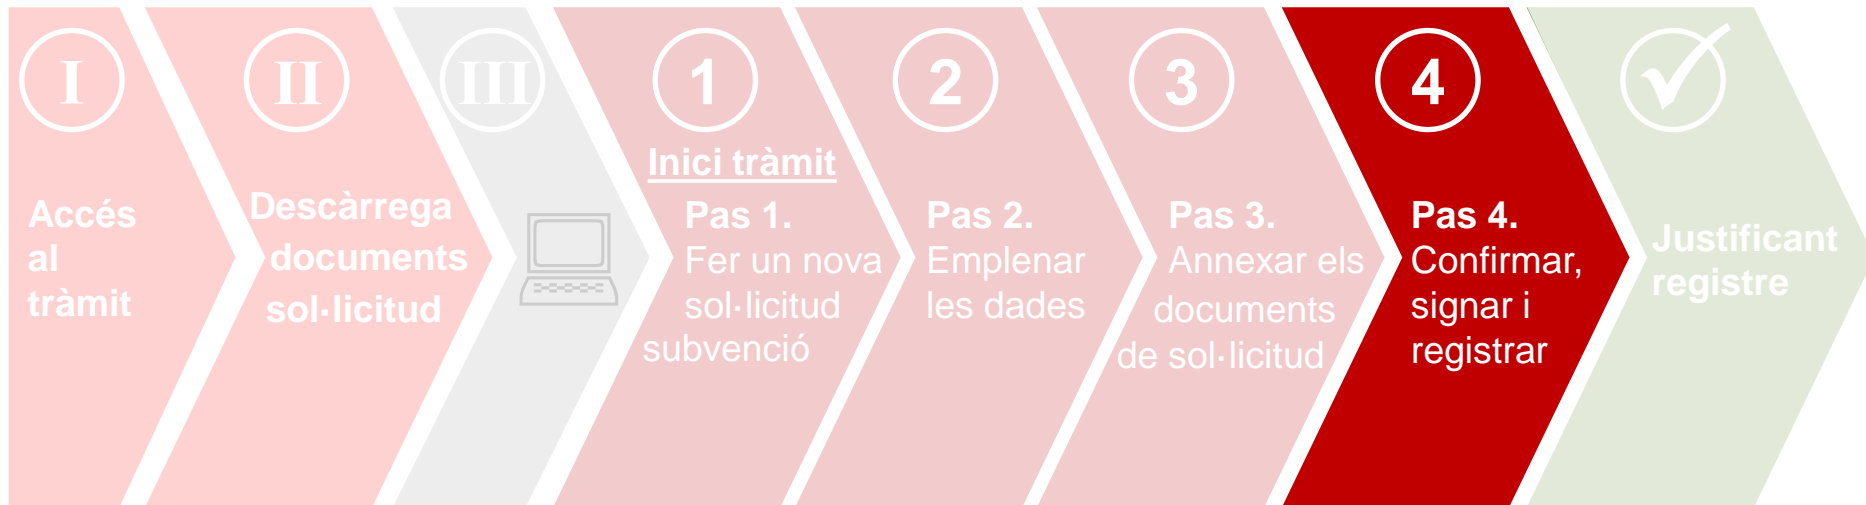 I
Accés
al
tràmit
II
Descàrrega
documents
sol·licitud
III
1
Inici tràmit
Pas 1.
Fer un nova
sol·licitud
subvenció
2
Pas 2.
Emplenar
les dades
3
Pas 3.
Annexar els
documents
de sol·licitud
4
Pas 4.
Confirmar,
signar i
registrar
Justificant
registre